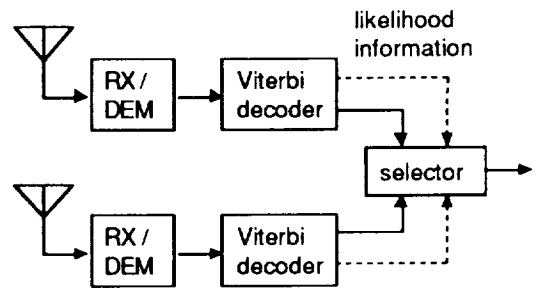 likelihood
information
RX /
DEM
Viterbi
decoder
selector
RX /
DEM
Viterbi
decoder